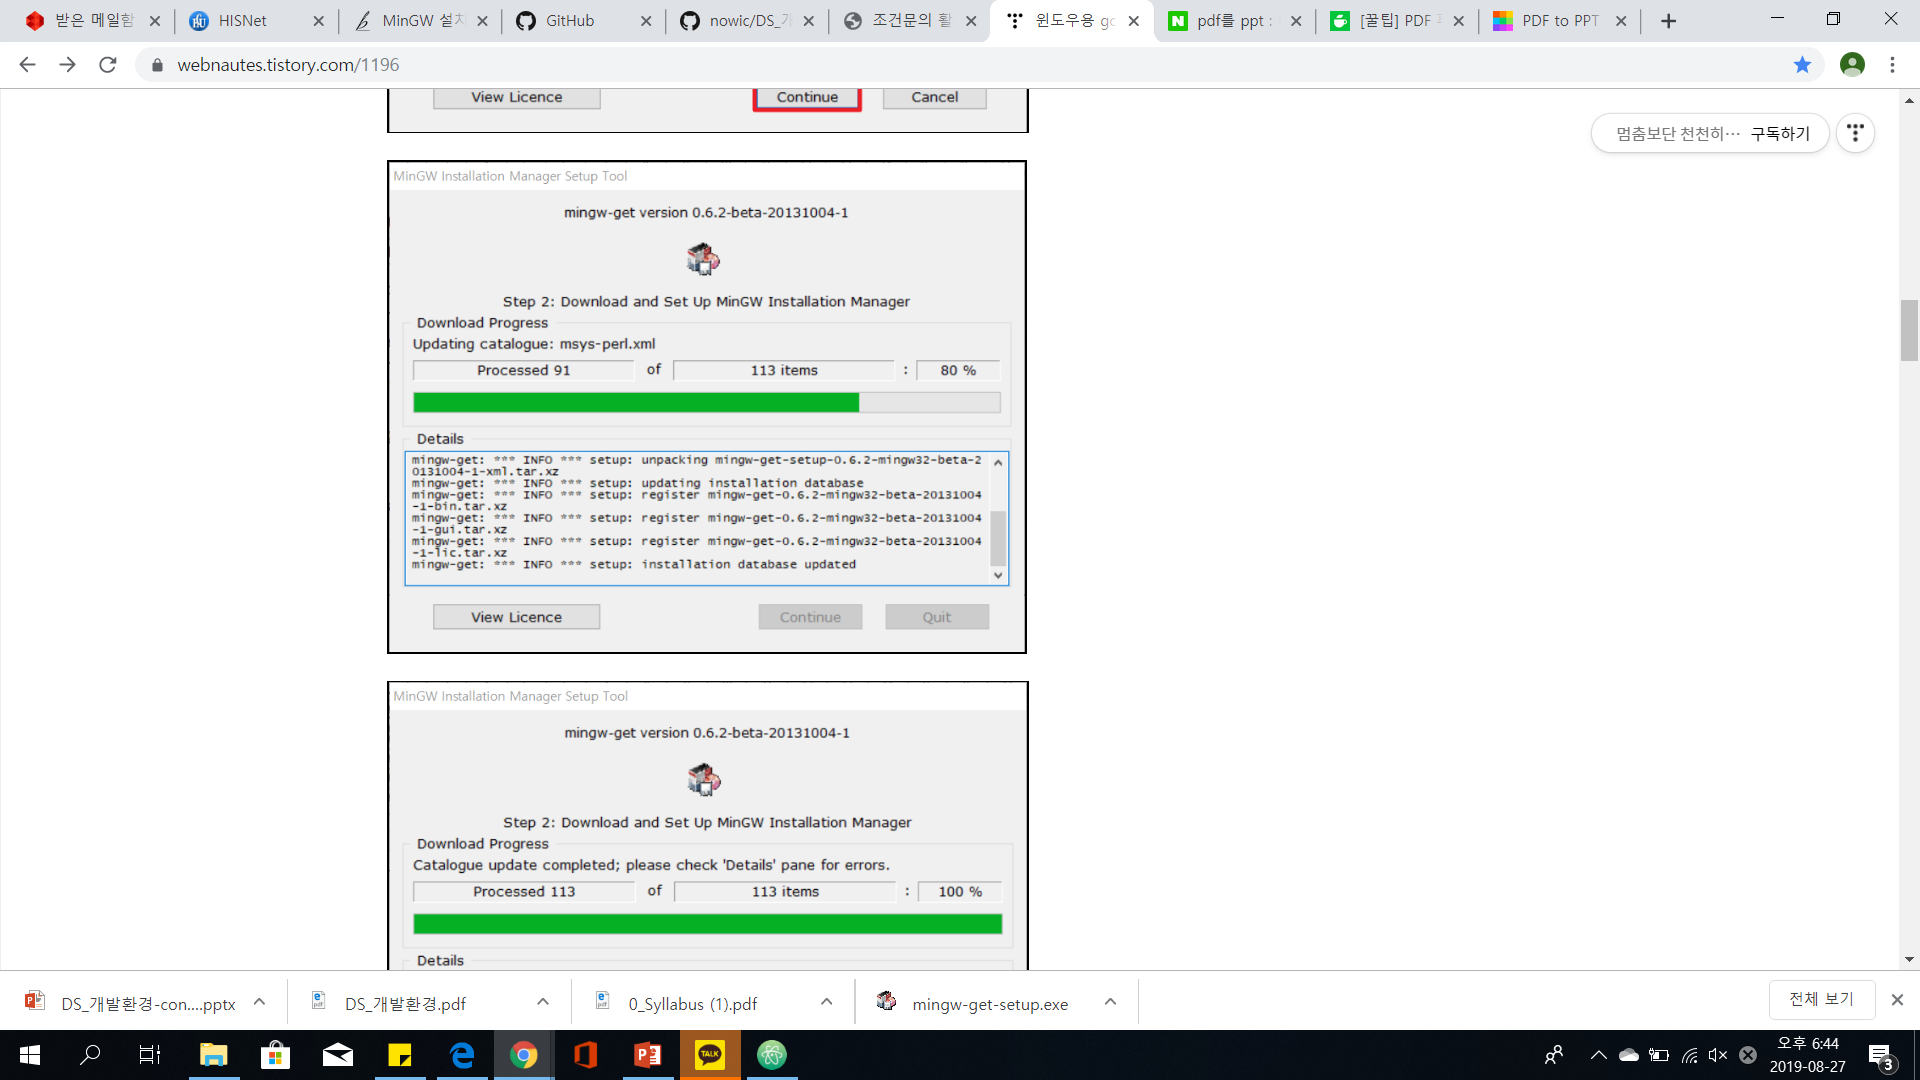 받은 메일함
HISNet
MinGW 설치
GitHub
nowic/DS_개
조건문의 활
윈도우용 gc
pdf를 ppt :
[꿀팁] PDF
PDF to PPT
webnautes.tistory.com/1196
View Licence
Continue
Cancel
멈춤보단 천천히··· 구독하기
MinGW Installation Manager Setup Tool
mingw-get version 0.6.2-beta-20131004-1
Step 2: Download and Set Up MinGW Installation Manager
Download Progress
Updating catalogue: msys-perl.xml
Processed 91 of 113 items : 80 %
Details
mingw-get: *** INFO *** setup: unpacking mingw-get-setup-0.6.2-mingw32-beta-2
0131004-1-xml.tar.xz
mingw-get: *** INFO *** setup: updating installation database
mingw-get: *** INFO *** setup: register mingw-get-0.6.2-mingw32-beta-20131004
-1-bin.tar.xz
mingw-get: *** INFO *** setup: register mingw-get-0.6.2-mingw32-beta-20131004
-1-gui.tar.xz
mingw-get: *** INFO *** setup: register mingw-get-0.6.2-mingw32-beta-20131004
-1-lic.tar.xz
mingw-get: *** INFO *** setup: installation database updated
View Licence
Continue
Quit
MinGW Installation Manager Setup Tool
mingw-get version 0.6.2-beta-20131004-1
Step 2: Download and Set Up MinGW Installation Manager
Download Progress
Catalogue update completed; please check 'Details' pane for errors.
Processed 113 of 113 items : 100 %
Details
DS_개발환경-con....pptx
DS_개발환경.pdf
0_Syllabus (1).pdf
mingw-get-setup.exe
전체 보기
TALK
오후 6:44
2019-08-27
3